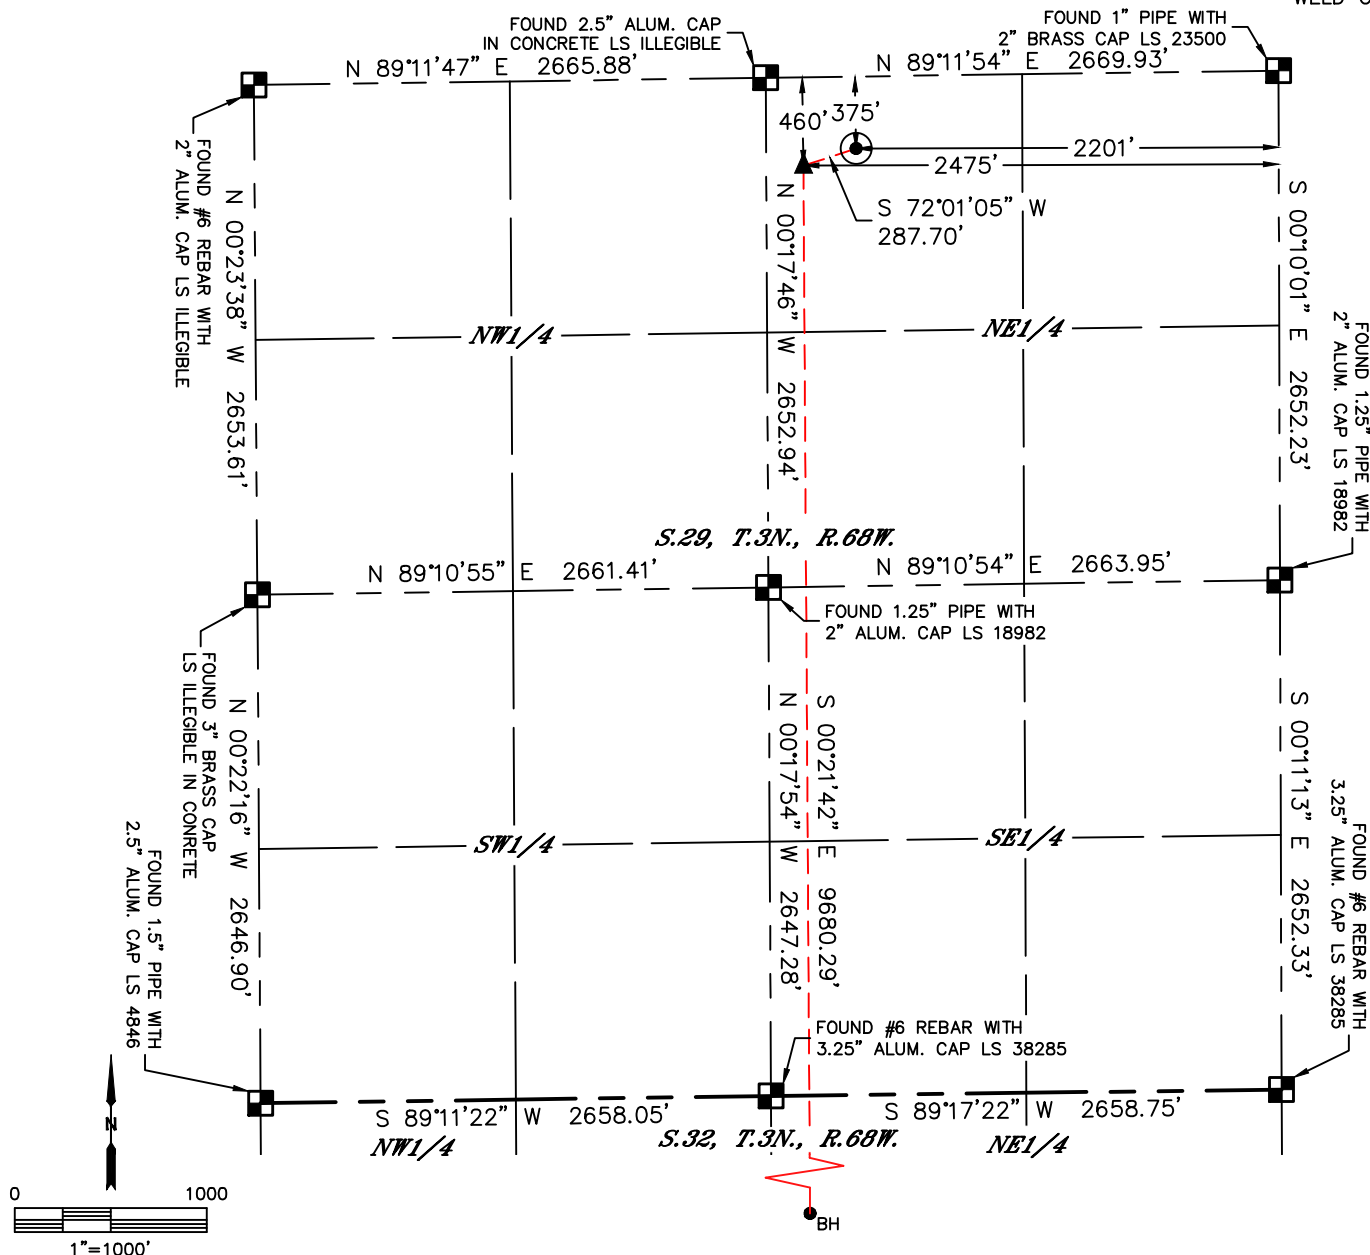 FOUND 2.5" ALUM. CAP
IN CONCRETE LS ILLEGIBLE
FOUND 1" PIPE WITH
2" BRASS CAP LS 23500
N 89°11'47" E 2665.88'
N 89°11'54" E 2669.93'
460'
375'
2201'
2475'
S 72°01'05" W
287.70'
FOUND #6 REBAR WITH
2" ALUM. CAP LS ILLEGIBLE
N 00°23'38" W 2653.61'
N 00°17'46" W 2652.94'
S 00°10'01" E 2652.23'
FOUND 1.25" PIPE WITH
2" ALUM. CAP LS 18982
NW1/4
NE1/4
S.29, T.3N., R.68W.
N 89°10'55" E 2661.41'
N 89°10'54" E 2663.95'
FOUND 1.25" PIPE WITH
2" ALUM. CAP LS 18982
FOUND 3" BRASS CAP
LS ILLEGIBLE IN CONRETE
N 00°22'16" W 2646.90'
N 00°17'54" W 2647.28'
S 00°21'42" E 9680.29'
S 00°11'13" E 2652.33'
SW1/4
SE1/4
FOUND 1.5" PIPE WITH
2.5" ALUM. CAP LS 4846
FOUND #6 REBAR WITH
3.25" ALUM. CAP LS 38285
FOUND #6 REBAR WITH
3.25" ALUM. CAP LS 38285
S 89°11'22" W 2658.05'
S 89°17'22" W 2658.75'
NW1/4
S.32, T.3N., R.68W.
NE1/4
N
0 1000
1"=1000'
BH